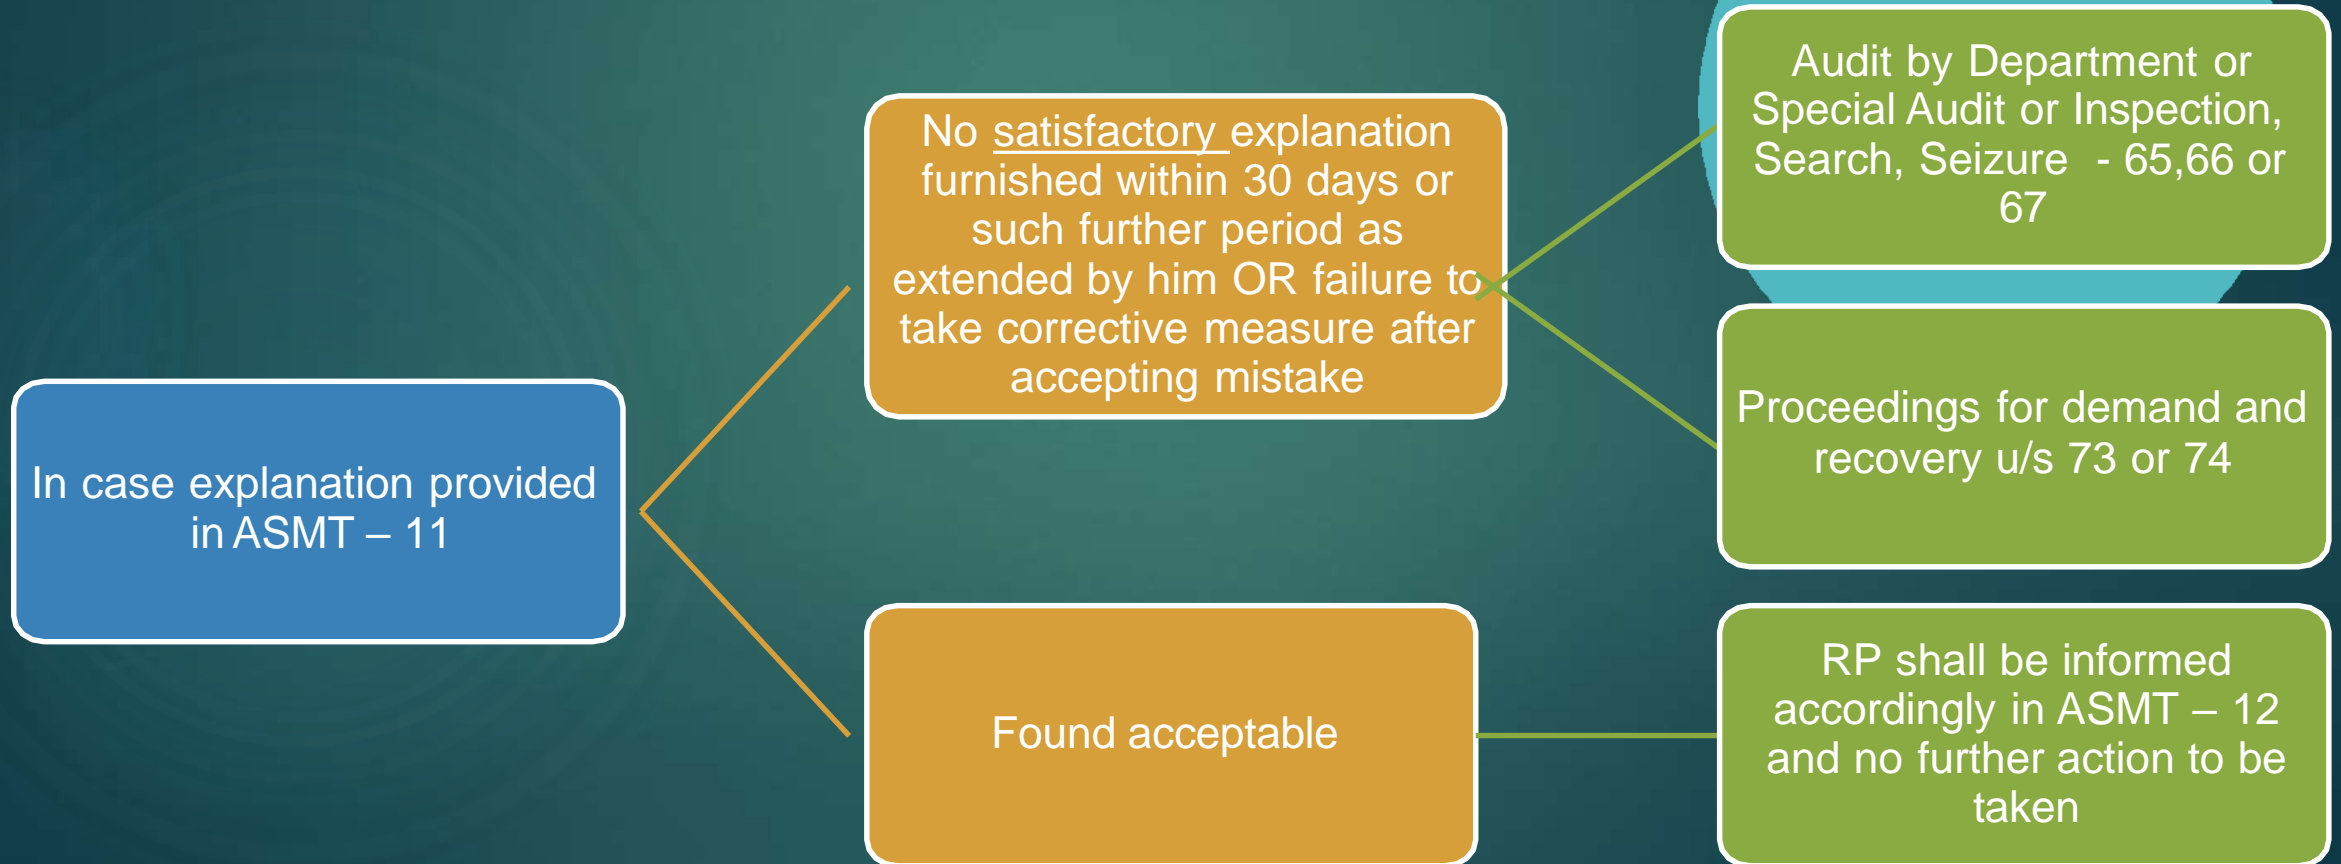 In case explanation provided
in ASMT – 11
No satisfactory explanation
furnished within 30 days or
such further period as
extended by him OR failure to
take corrective measure after
accepting mistake
Found acceptable
Audit by Department or
Special Audit or Inspection,
Search, Seizure - 65,66 or
67
Proceedings for demand and
recovery u/s 73 or 74
RP shall be informed
accordingly in ASMT – 12
and no further action to be
taken